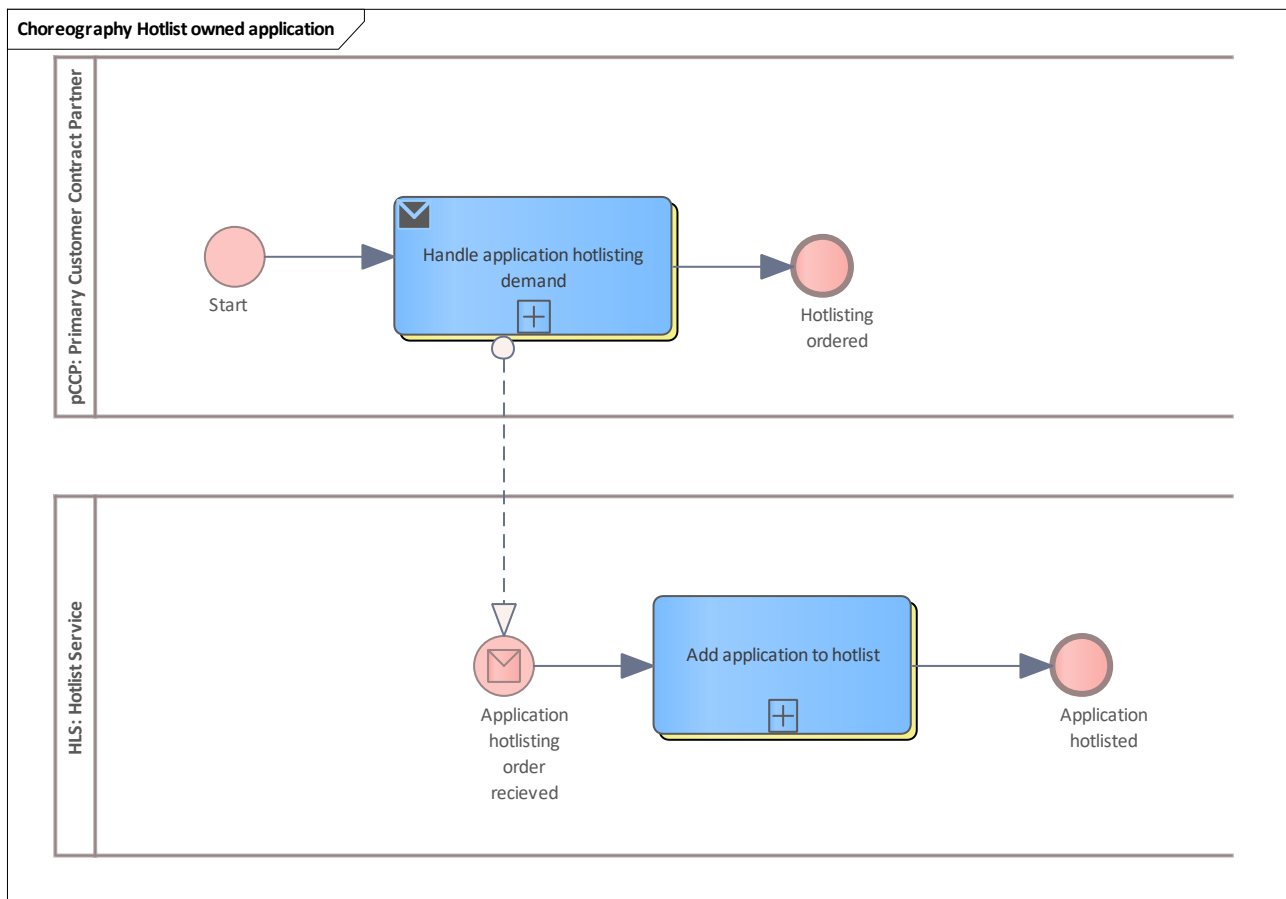 Choreography Hotlist owned application
pCCP: Primary Customer Contract Partner
Start
Handle application hotlisting
demand
Hotlisting
ordered
HLS: Hotlist Service
Application
hotlisting
order
recieved
Add application to hotlist
Application
hotlisted